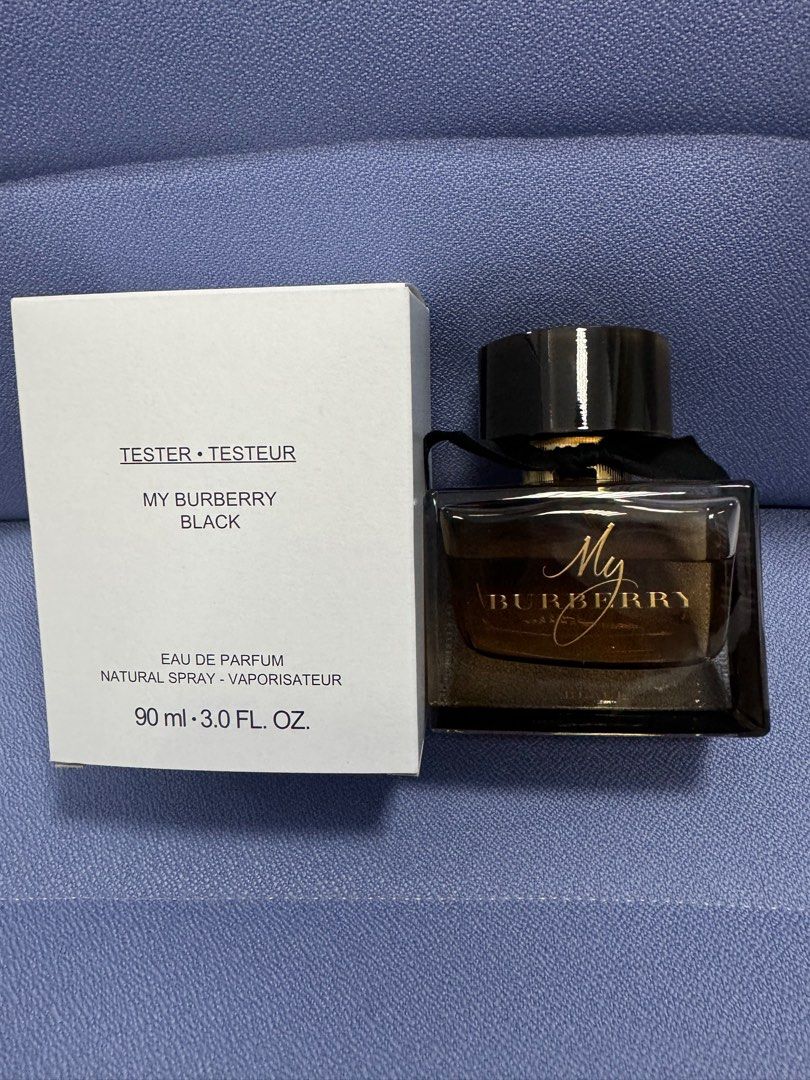 TESTER • TESTEUR
MY BURBERRY
BLACK
EAU DE PARFUM
NATURAL SPRAY - VAPORISATEUR
90 ml • 3.0 FL. OZ.
My
BURBERRY